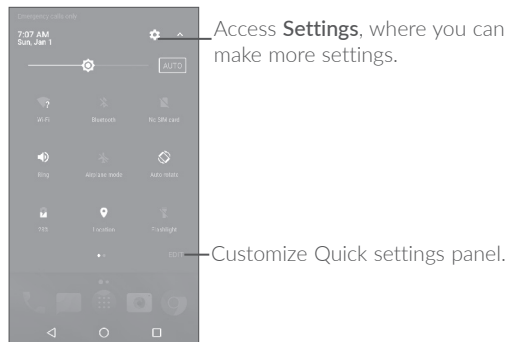 Emergency calls only
7:07 AM
Sun, Jan 1
Access Settings, where you can
make more settings.
AUTO
Wi-Fi Bluetooth No SIM card
Ring Airplane mode Auto-rotate
Location Flashlight
EDIT
Customize Quick settings panel.